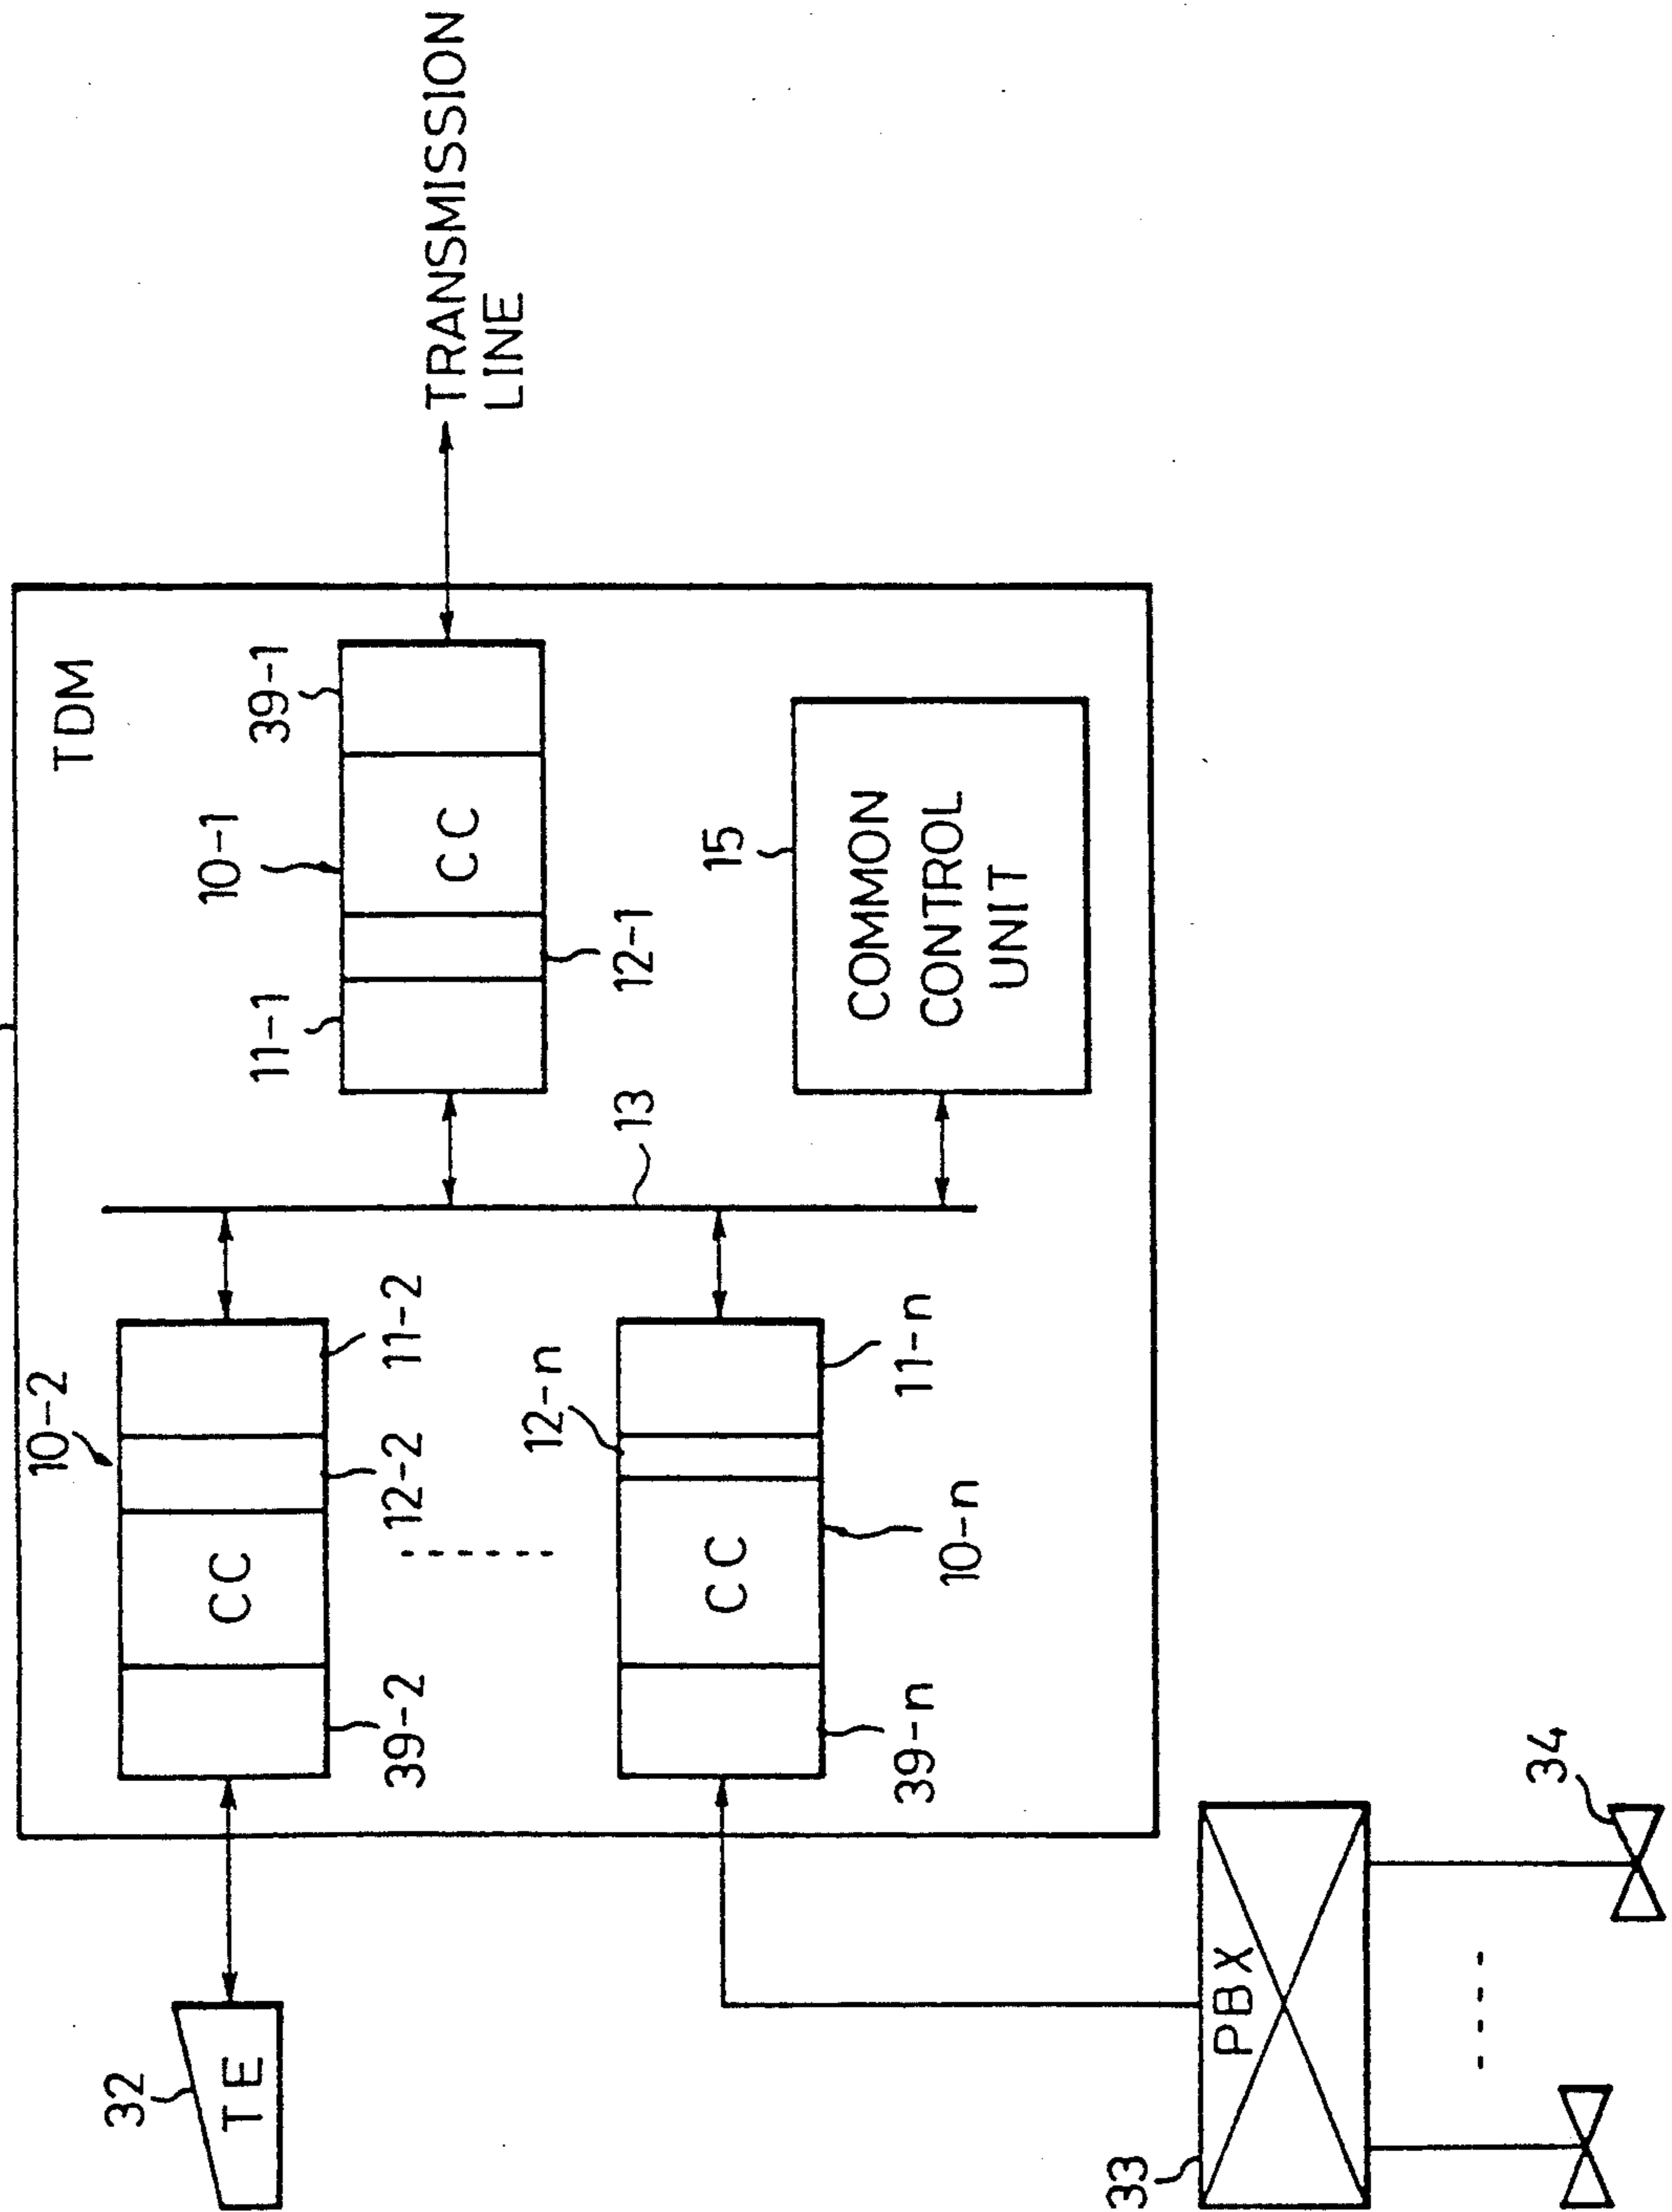 TDM
10-2
10-1
11-1
39-1
CC
12-1
TRANSMISSION
LINE
32
TE
CC
39-2
12-2
11-2
13
12-n
15
CC
COMMON
CONTROL
UNIT
39-n
10-n
11-n
33
PBX
34